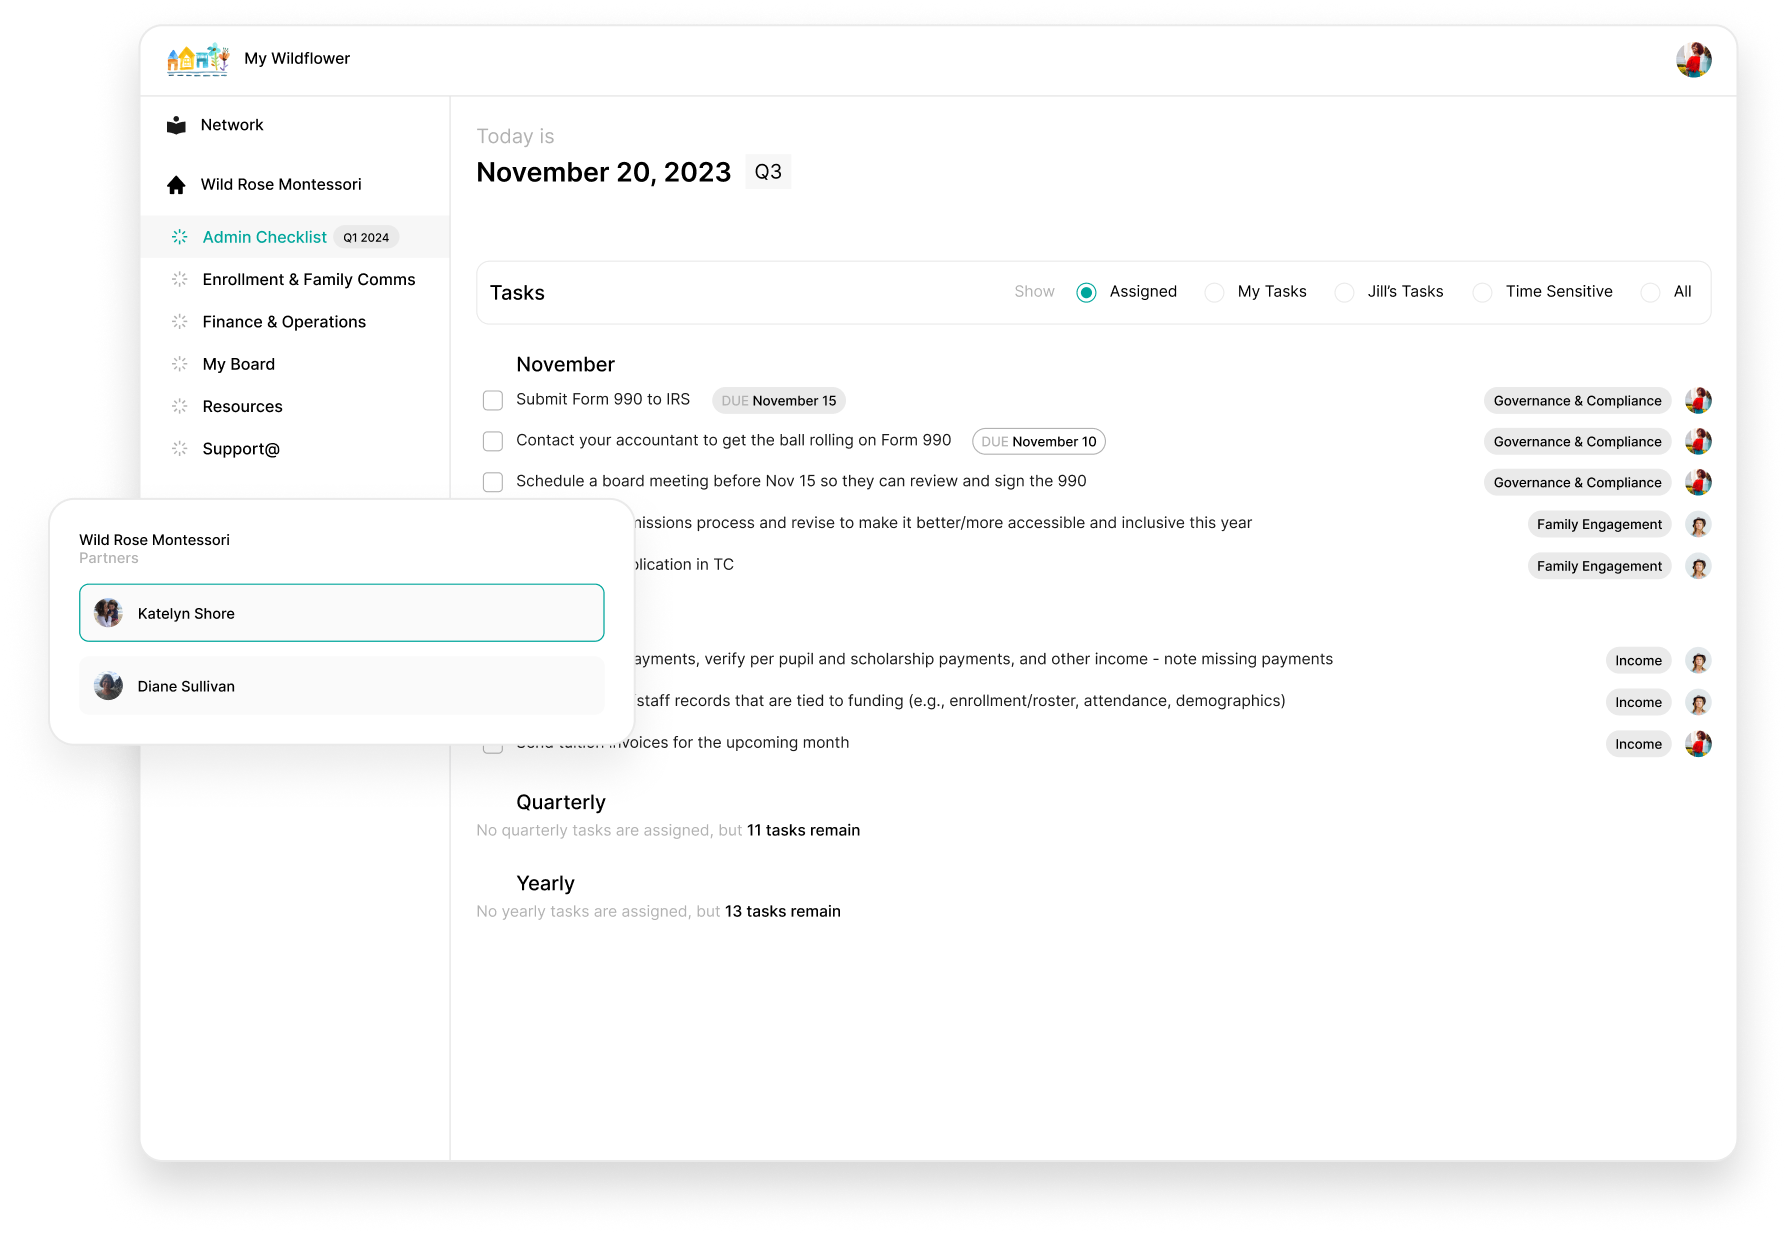 My Wildflower
Network
Wild Rose Montessori
Admin Checklist Q1 2024
Enrollment & Family Comms
Finance & Operations
My Board
Resources
Support@
Today is
November 20, 2023 Q3
Tasks Show Assigned My Tasks Jill's Tasks Time Sensitive All
November
Submit Form 990 to IRS DUE November 15 Governance & Compliance
Contact your accountant to get the ball rolling on Form 990 DUE November 10 Governance & Compliance
Schedule a board meeting before Nov 15 so they can review and sign the 990 Governance & Compliance
process and revise to make it better/more accessible and inclusive this year Family Engagement
in TC Family Engagement
verify per pupil and scholarship payments, and other income - note missing payments Income
staff records that are tied to funding (e.g., enrollment/roster, attendance, demographics) Income
Send tuition invoices for the upcoming month Income
Quarterly
No quarterly tasks are assigned, but 11 tasks remain
Yearly
No yearly tasks are assigned, but 13 tasks remain
Wild Rose Montessori
Partners
Katelyn Shore
Diane Sullivan